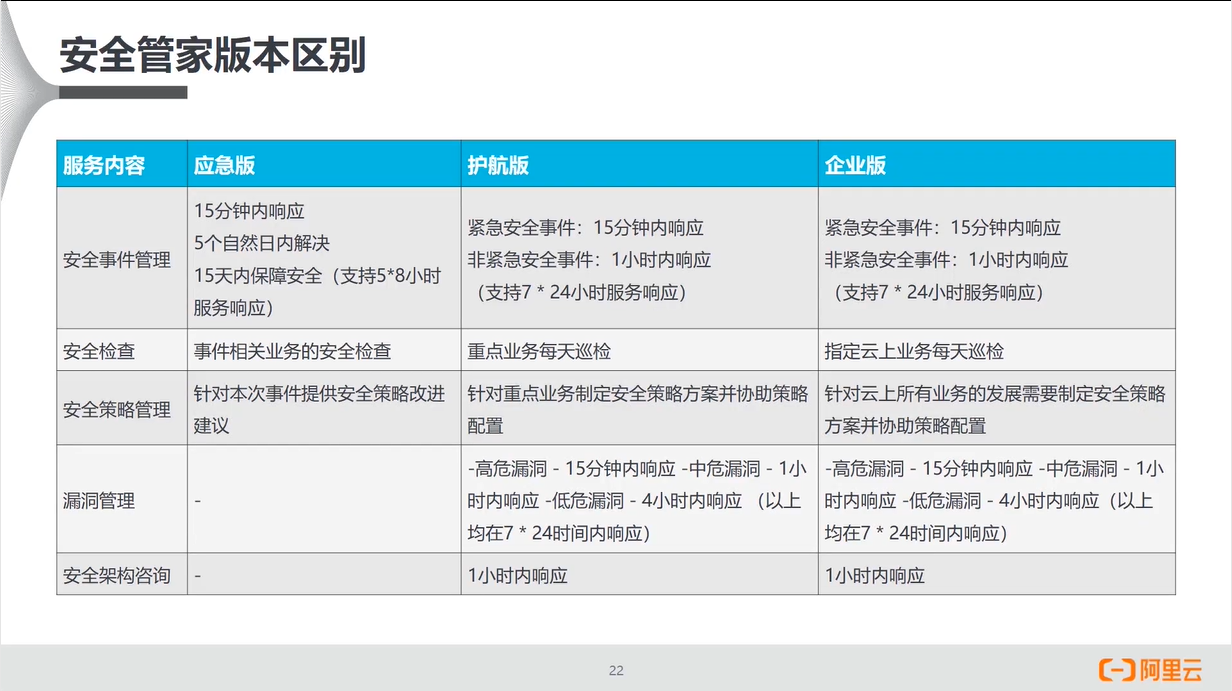 安全管家版本区别
服务内容
应急版
护航版
企业版
安全事件管理
15分钟内响应
5个自然日内解决
15天内保障安全（支持5*8小时
服务响应）
紧急安全事件：15分钟内响应
非紧急安全事件：1小时内响应
（支持7 * 24小时服务响应）
紧急安全事件：15分钟内响应
非紧急安全事件：1小时内响应
（支持7 * 24小时服务响应）
安全检查
事件相关业务的安全检查
重点业务每天巡检
指定云上业务每天巡检
安全策略管理
针对本次事件提供安全策略改进
建议
针对重点业务制定安全策略方案并协助策略
配置
针对云上所有业务的发展需要制定安全策略
方案并协助策略配置
漏洞管理
-
-高危漏洞 - 15分钟内响应 -中危漏洞 - 1小
时内响应 -低危漏洞 - 4小时内响应 （以上
均在7 * 24时间内响应）
-高危漏洞 - 15分钟内响应 -中危漏洞 - 1小
时内响应 -低危漏洞 - 4小时内响应（以上
均在7 * 24时间内响应）
安全架构咨询
-
1小时内响应
1小时内响应
22
阿里云